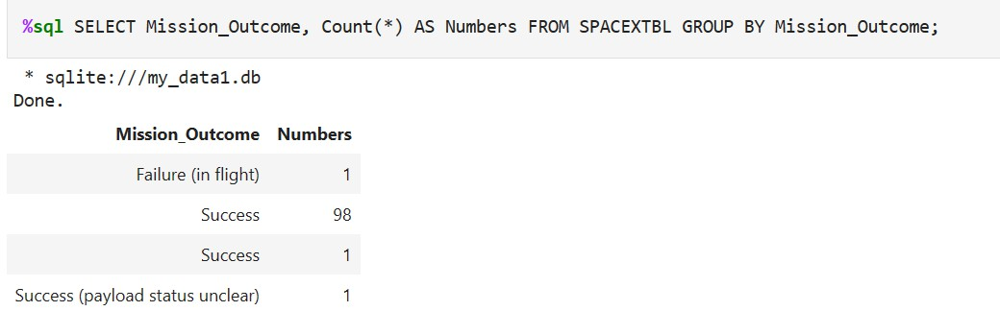 %sql SELECT Mission_Outcome, Count(*) AS Numbers FROM SPACEXTBL GROUP BY Mission_Outcome;
* sqlite:///my_data1.db
Done.
Mission_Outcome Numbers
Failure (in flight) 1
Success 98
Success 1
Success (payload status unclear) 1